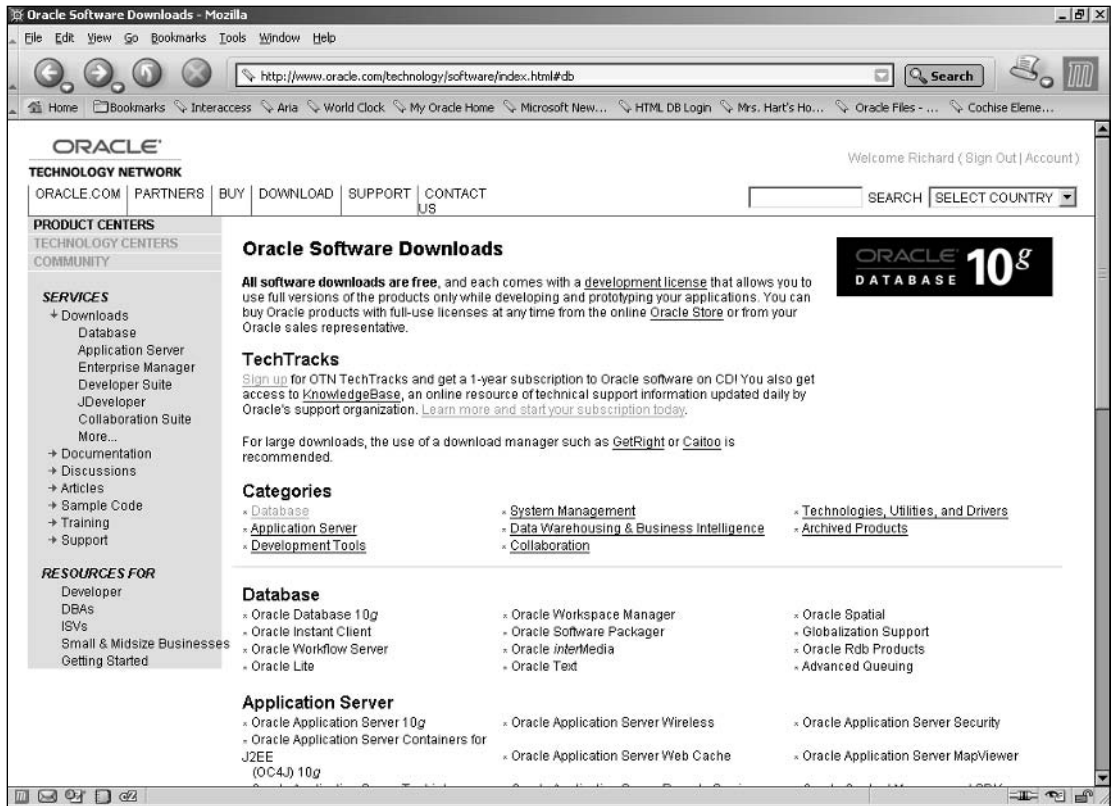 Oracle Software Downloads - Mozilla
File Edit View Go Bookmarks Tools Window Help
http://www.oracle.com/technology/software/index.html#db
Search
Home Bookmarks Interaccess Aria World Clock My Oracle Home Microsoft New... HTML DB Login Mrs. Hart's Ho... Oracle Files - ... Cochise Eleme...
ORACLE
TECHNOLOGY NETWORK
Welcome Richard ( Sign Out | Account )
ORACLE.COM PARTNERS BUY DOWNLOAD SUPPORT CONTACT US
SEARCH SELECT COUNTRY
PRODUCT CENTERS
TECHNOLOGY CENTERS
COMMUNITY
SERVICES
Downloads
Database
Application Server
Enterprise Manager
Developer Suite
JDeveloper
Collaboration Suite
More...
Documentation
Discussions
Articles
Sample Code
Training
Support
RESOURCES FOR
Developer
DBAs
ISVs
Small & Midsize Businesses
Getting Started
Oracle Software Downloads
ORACLE
DATABASE 10g
All software downloads are free, and each comes with a development license that allows you to
use full versions of the products only while developing and prototyping your applications. You can
buy Oracle products with full-use licenses at any time from the online Oracle Store or from your
Oracle sales representative.
TechTracks
Sign up for OTN TechTracks and get a 1-year subscription to Oracle software on CD! You also get
access to KnowledgeBase, an online resource of technical support information updated daily by
Oracle's support organization. Learn more and start your subscription today.
For large downloads, the use of a download manager such as GetRight or Caitoo is
recommended.
Categories
Database System Management Technologies, Utilities, and Drivers
Application Server Data Warehousing & Business Intelligence Archived Products
Development Tools Collaboration
Database
Oracle Database 10g Oracle Workspace Manager Oracle Spatial
Oracle Instant Client Oracle Software Packager Globalization Support
Oracle Workflow Server Oracle interMedia Oracle Rdb Products
Oracle Lite Oracle Text Advanced Queuing
Application Server
Oracle Application Server 10g Oracle Application Server Wireless Oracle Application Server Security
Oracle Application Server Containers for
J2EE Oracle Application Server Web Cache Oracle Application Server MapViewer
(OC4J) 10g